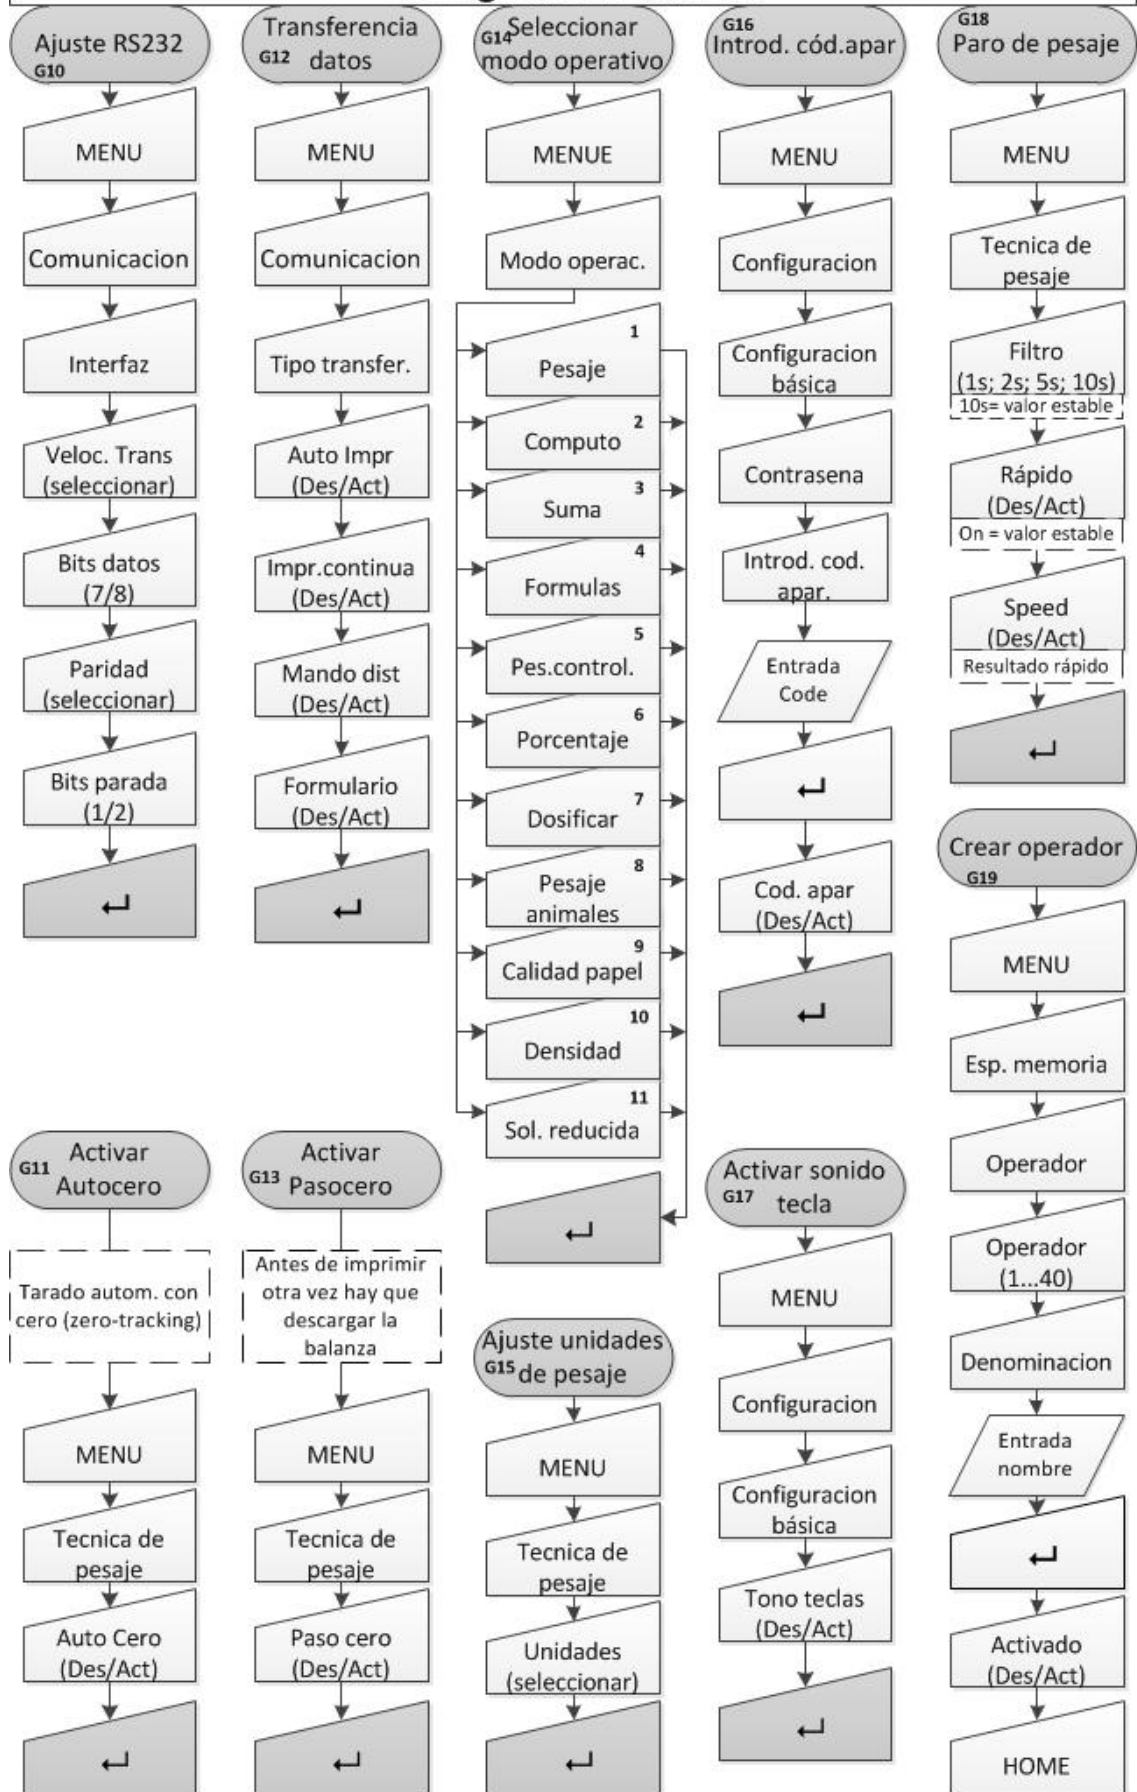 Ajuste RS232
G10
MENU
Comunicacion
Interfaz
Veloc. Trans
(seleccionar)
Bits datos
(7/8)
Paridad
(seleccionar)
Bits parada
(1/2)
↵
Transferencia
G12 datos
MENU
Comunicacion
Tipo transfer.
Auto Impr
(Des/Act)
Impr.continua
(Des/Act)
Mando dist
(Des/Act)
Formulario
(Des/Act)
↵
G14 Seleccionar
modo operativo
MENUE
Modo operac.
1
Pesaje
2
Computo
3
Suma
4
Formulas
5
Pes.control.
6
Porcentaje
7
Dosificar
8
Pesaje
animales
9
Calidad papel
10
Densidad
11
Sol. reducida
↵
G16
Introd. cód.apar
MENU
Configuracion
Configuracion
básica
Contrasena
Introd. cod.
apar.
Entrada
Code
↵
Cod. apar
(Des/Act)
↵
G18
Paro de pesaje
MENU
Tecnica de
pesaje
Filtro
(1s; 2s; 5s; 10s)
10s= valor estable
Rápido
(Des/Act)
On = valor estable
Speed
(Des/Act)
Resultado rápido
↵
Crear operador
G19
MENU
Esp. memoria
Operador
Operador
(1...40)
Denominacion
Entrada
nombre
↵
Activado
(Des/Act)
HOME
Activar
G11
Autocero
Tarado autom. con
cero (zero-tracking)
MENU
Tecnica de
pesaje
Auto Cero
(Des/Act)
↵
Activar
G13 Pasocero
Antes de imprimir
otra vez hay que
descargar la
balanza
MENU
Tecnica de
pesaje
Paso cero
(Des/Act)
↵
Ajuste unidades
G15 de pesaje
MENU
Tecnica de
pesaje
Unidades
(seleccionar)
↵
Activar sonido
G17 tecla
MENU
Configuracion
Configuracion
básica
Tono teclas
(Des/Act)
↵